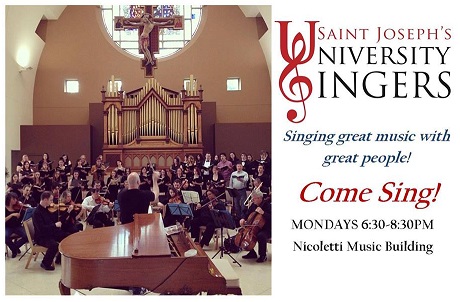 SAINT JOSEPH'S
UNIVERSITY
SINGERS
Singing great music with
great people!
Come Sing!
MONDAYS 6:30-8:30PM
Nicoletti Music Building